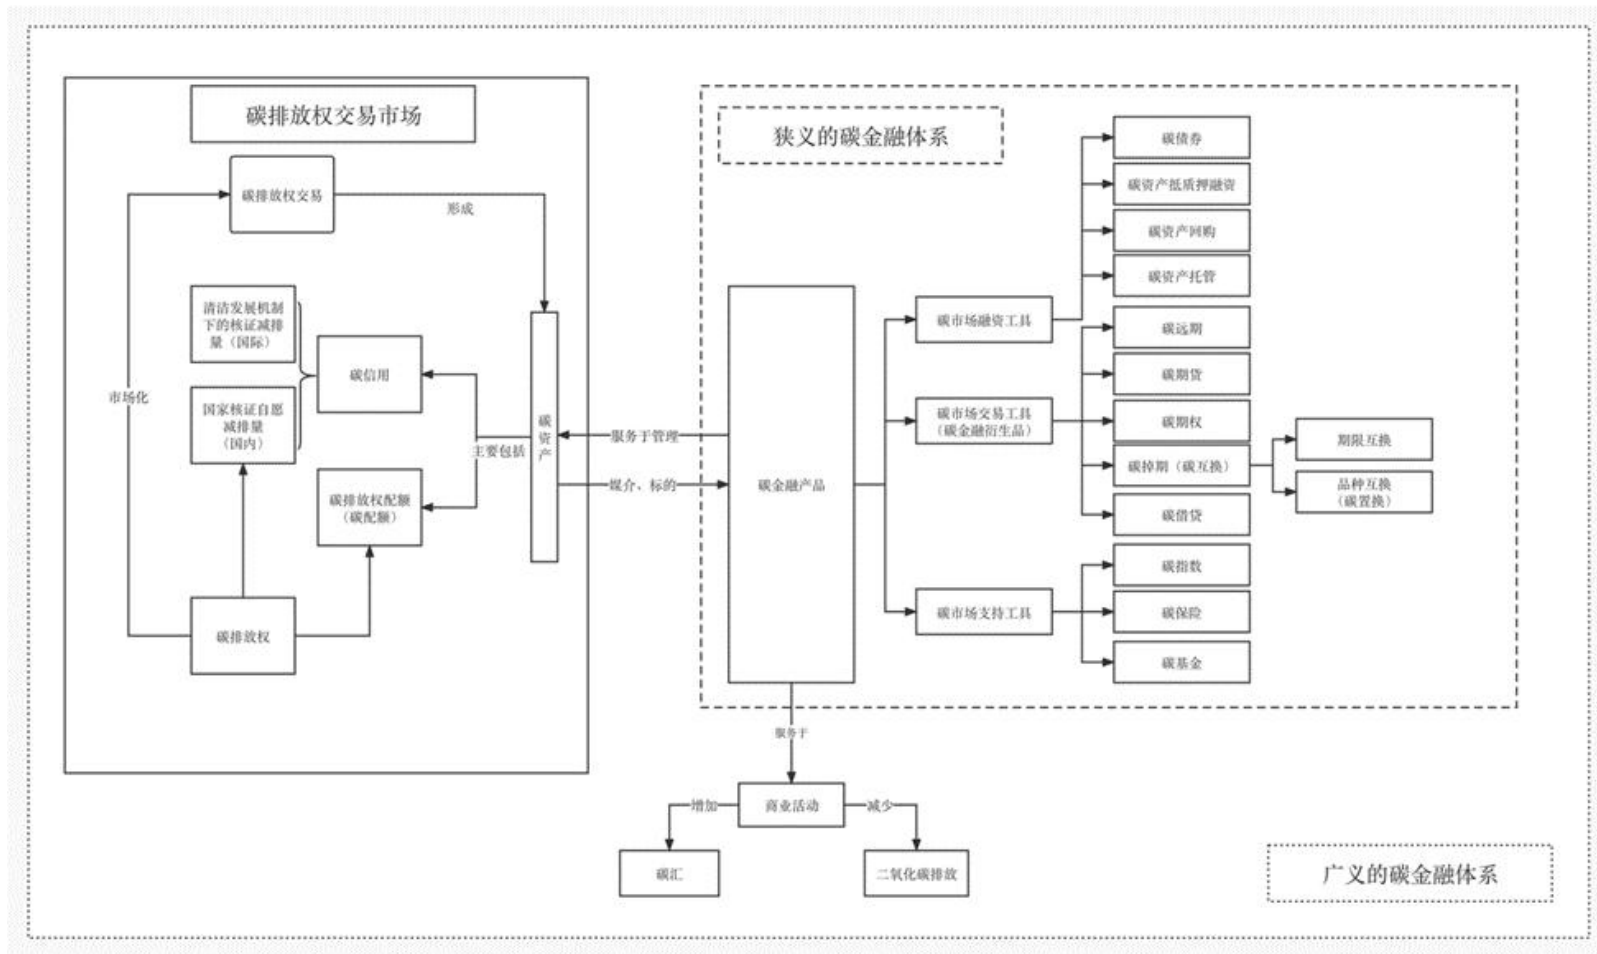 碳排放权交易市场
碳排放权交易
形成
清洁发展机制
下的核证减排
量（国际）
碳信用
市场化
国家核证自愿
减排量
（国内）
主要包括
碳排放权配额
（碳配额）
碳排放权
碳
资
产
服务于管理
媒介、标的
狭义的碳金融体系
碳金融产品
碳市场融资工具
碳债券
碳资产抵质押融资
碳资产回购
碳资产托管
碳市场交易工具
（碳金融衍生品）
碳远期
碳期货
碳期权
碳掉期（碳互换）
期限互换
品种互换
（碳置换）
碳借贷
碳市场支持工具
碳指数
碳保险
碳基金
服务于
增加
商业活动
减少
碳汇
二氧化碳排放
广义的碳金融体系